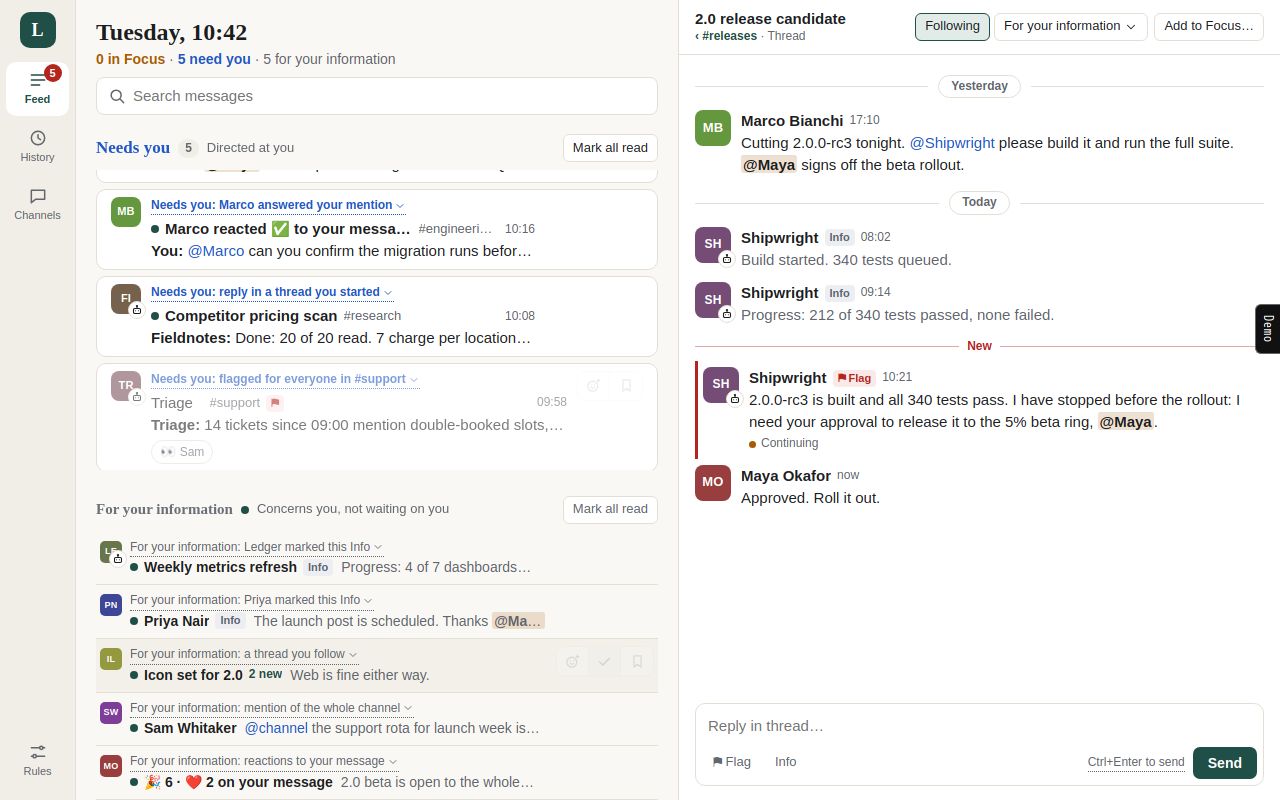 L
Feed
5
History
Channels
Rules
Tuesday, 10:42
0 in Focus · 5 need you · 5 for your information
Search messages
Needs you 5 Directed at you Mark all read
MB
Needs you: Marco answered your mention
Marco reacted ✅ to your messa… #engineeri… 10:16
You: @Marco can you confirm the migration runs befor…
FI
Needs you: reply in a thread you started
Competitor pricing scan #research 10:08
Fieldnotes: Done: 20 of 20 read. 7 charge per location…
TR
Needs you: flagged for everyone in #support
Triage #support 09:58
Triage: 14 tickets since 09:00 mention double-booked slots,…
👀 Sam
For your information Concerns you, not waiting on you Mark all read
For your information: Ledger marked this Info
Weekly metrics refresh Info Progress: 4 of 7 dashboards…
PN
For your information: Priya marked this Info
Priya Nair Info The launch post is scheduled. Thanks @Ma…
IL
For your information: a thread you follow
Icon set for 2.0 2 new Web is fine either way.
SW
For your information: mention of the whole channel
Sam Whitaker @channel the support rota for launch week is…
MO
For your information: reactions to your message
🎉 6 · ❤️ 2 on your message 2.0 beta is open to the whole…
2.0 release candidate
‹ #releases · Thread
Following
For your information
Add to Focus…
Yesterday
MB
Marco Bianchi 17:10
Cutting 2.0.0-rc3 tonight. @Shipwright please build it and run the full suite.
@Maya signs off the beta rollout.
Today
SH
Shipwright Info 08:02
Build started. 340 tests queued.
SH
Shipwright Info 09:14
Progress: 212 of 340 tests passed, none failed.
New
SH
Shipwright Flag 10:21
2.0.0-rc3 is built and all 340 tests pass. I have stopped before the rollout: I
need your approval to release it to the 5% beta ring, @Maya.
Continuing
MO
Maya Okafor now
Approved. Roll it out.
Demo
Reply in thread…
Flag Info Ctrl+Enter to send Send